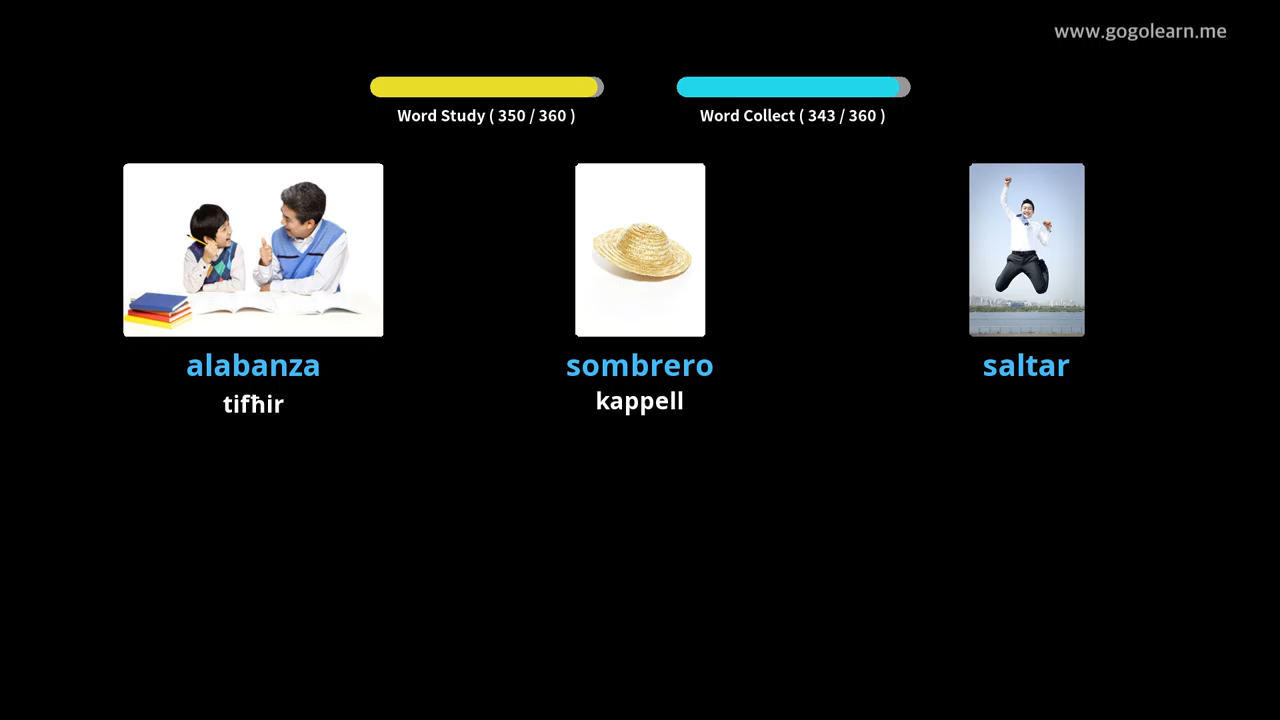 www.gogolearn.me
Word Study ( 350 / 360 )
Word Collect ( 343 / 360 )
alabanza
sombrero
saltar
tifħir
kappell